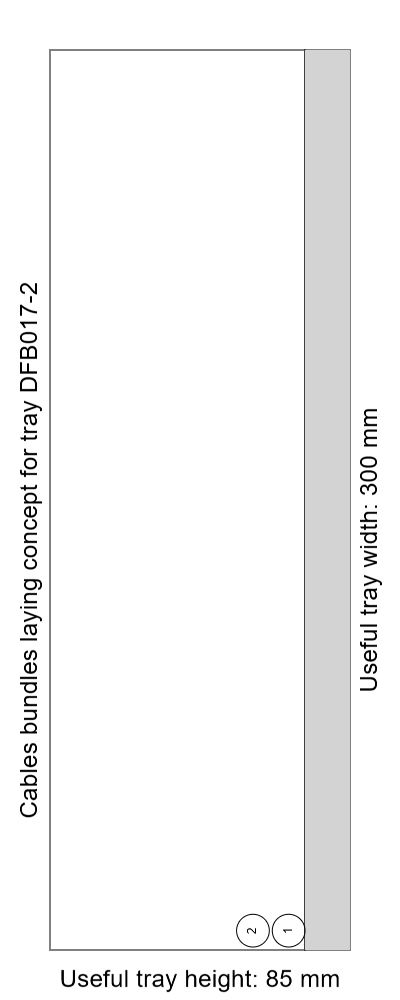 Cables bundles laying concept for tray DFB017-2
Useful tray width: 300 mm
2
1
Useful tray height: 85 mm